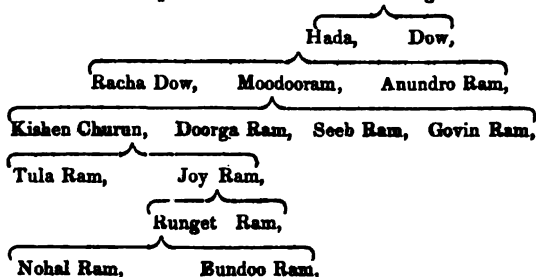 Hada, Dow,
Racha Dow, Moodooram, Anundro Ram,
Kishen Churun, Doorga Ram, Seeb Ram, Govin Ram,
Tula Ram, Joy Ram,
Runget Ram,
Nohal Ram, Bundoo Ram.